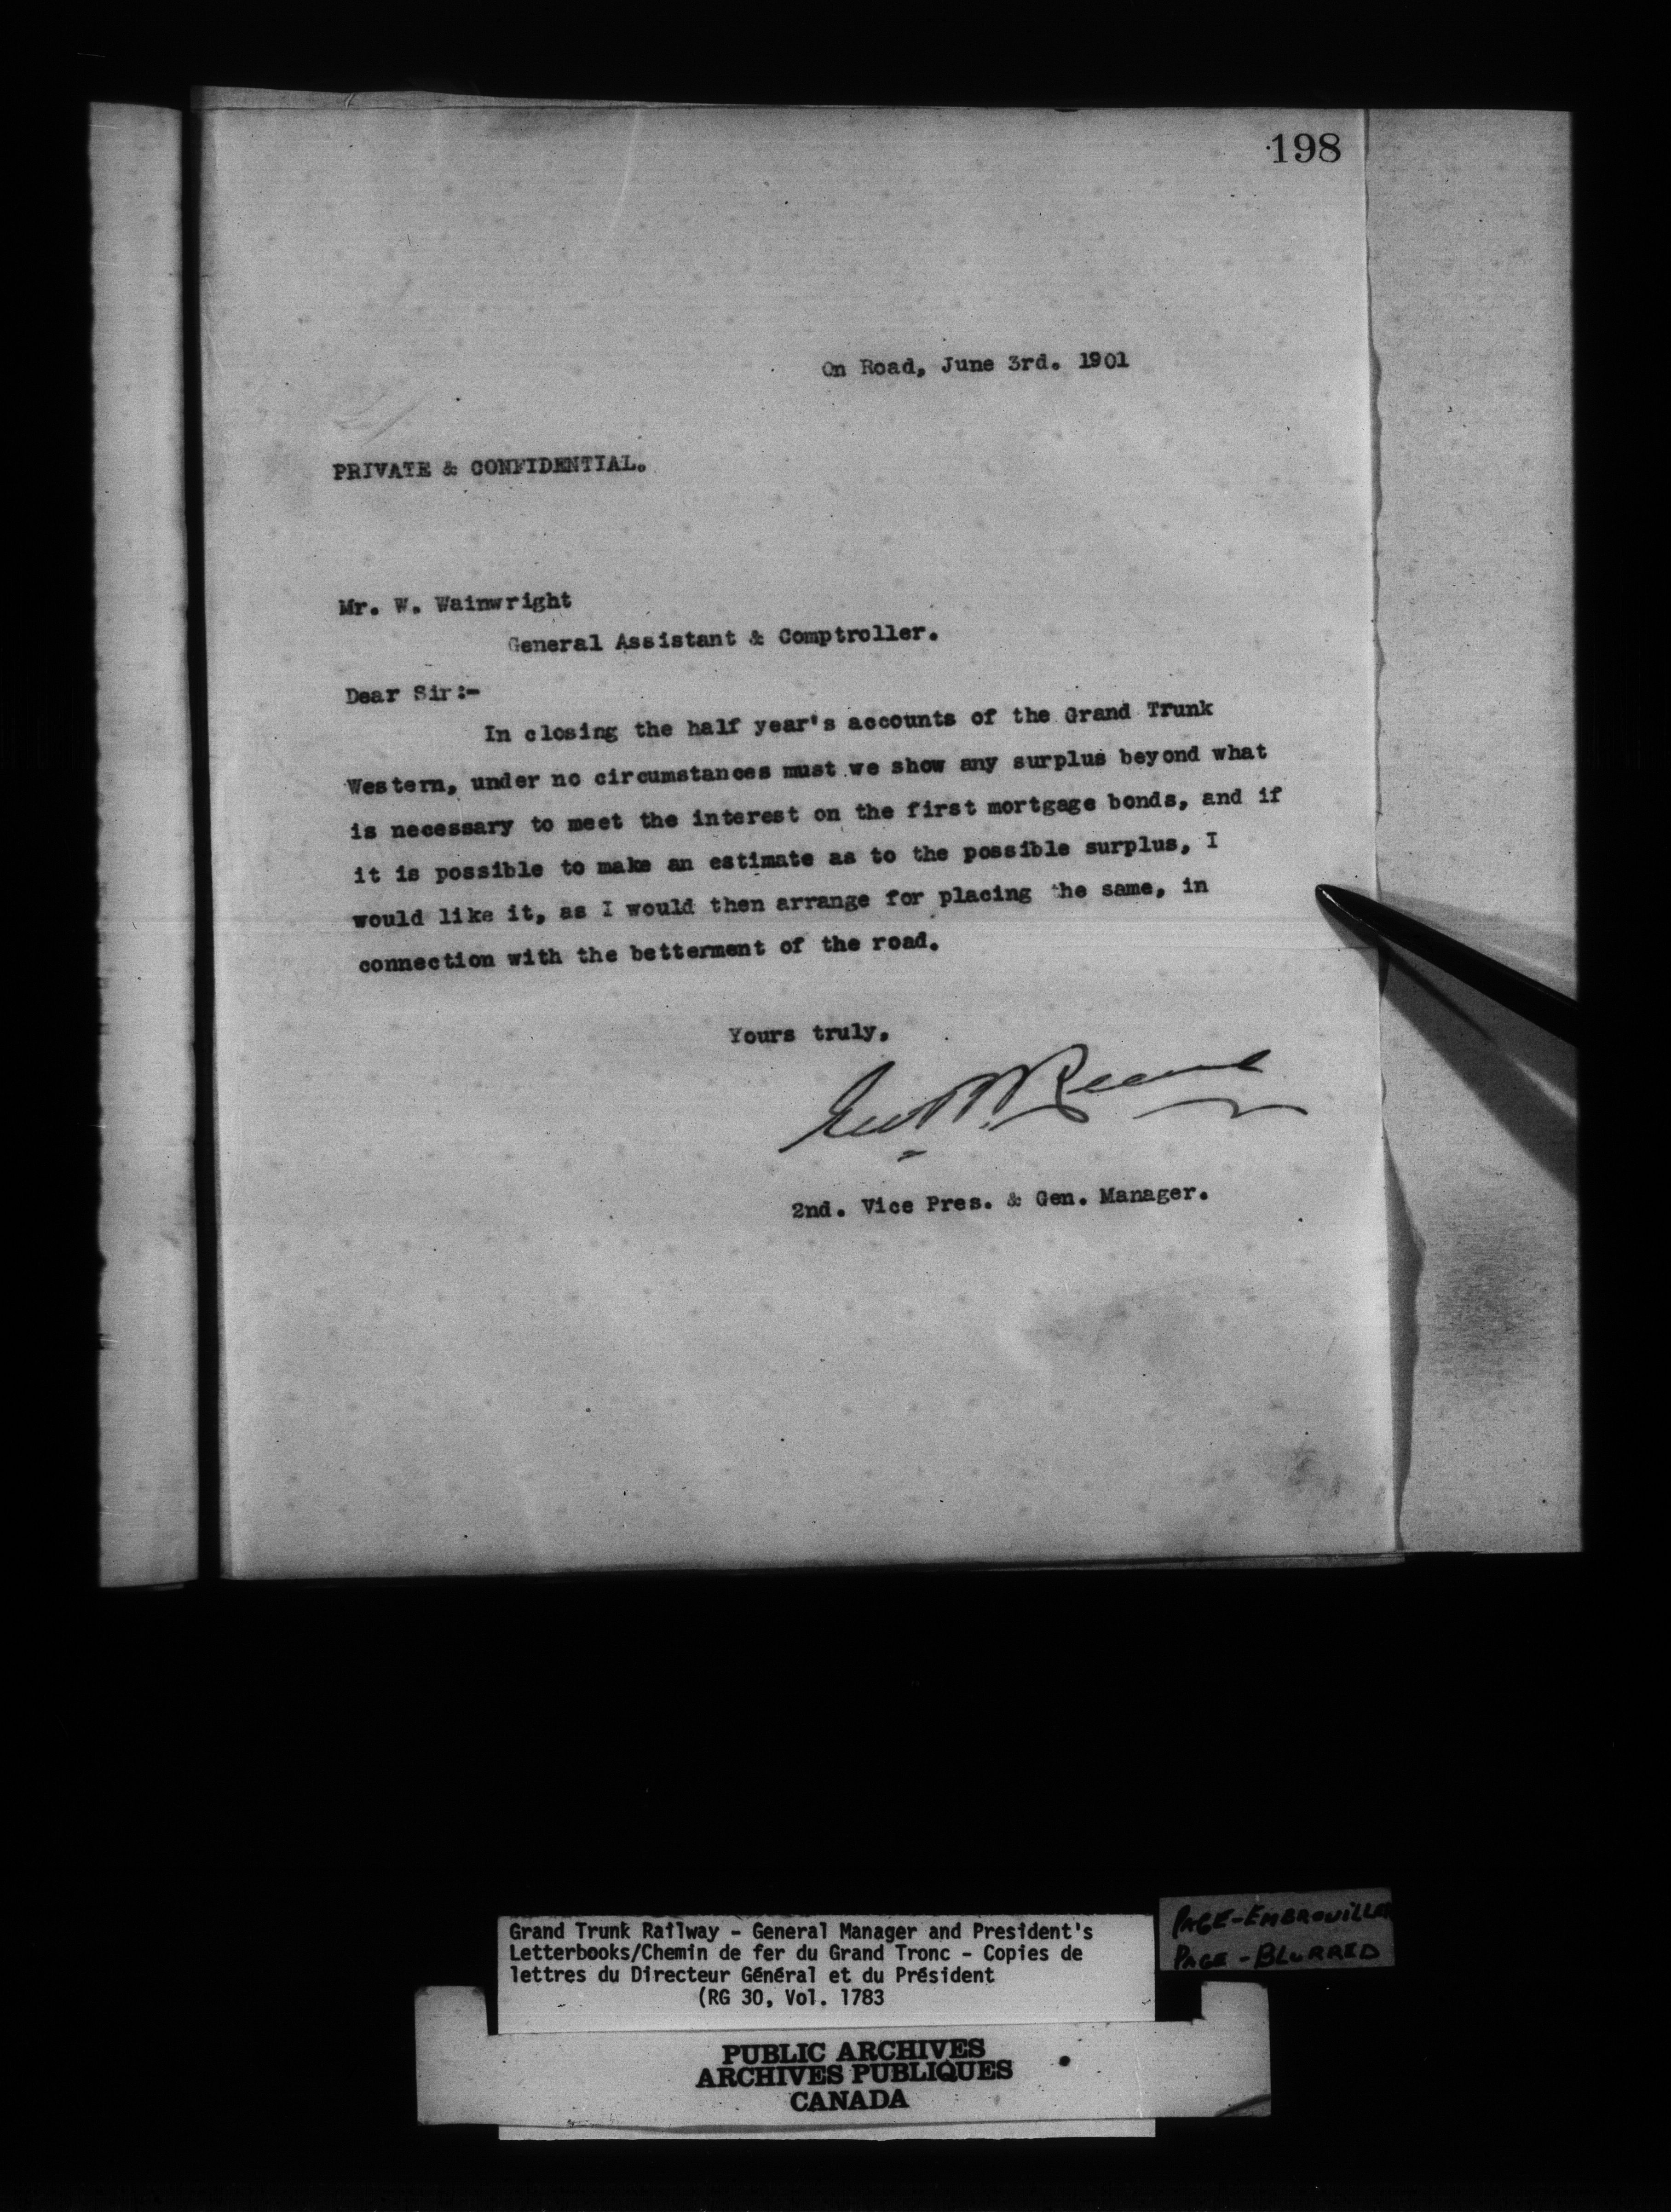 198
On Road, June 3rd. 1901
PRIVATE & CONFIDENTIAL.
Mr. W. Wainwright
General Assistant & Comptroller.
Dear Sir:-
In closing the half year's accounts of the Grand Trunk
Western, under no circumstances must we show any surplus beyond what
is necessary to meet the interest on the first mortgage bonds, and if
it is possible to make an estimate as to the possible surplus, I
would like it, as I would then arrange for placing the same, in
connection with the betterment of the road.
Yours truly,
Geo B Reeve
2nd. Vice Pres. & Gen. Manager.
Grand Trunk Railway - General Manager and President's
Letterbooks/Chemin de fer du Grand Tronc - Copies de
lettres du Directeur Général et du Président
(RG 30, Vol. 1783
PAGE-EMBROUILLÉE
PAGE-BLURRED
PUBLIC ARCHIVES
ARCHIVES PUBLIQUES
CANADA